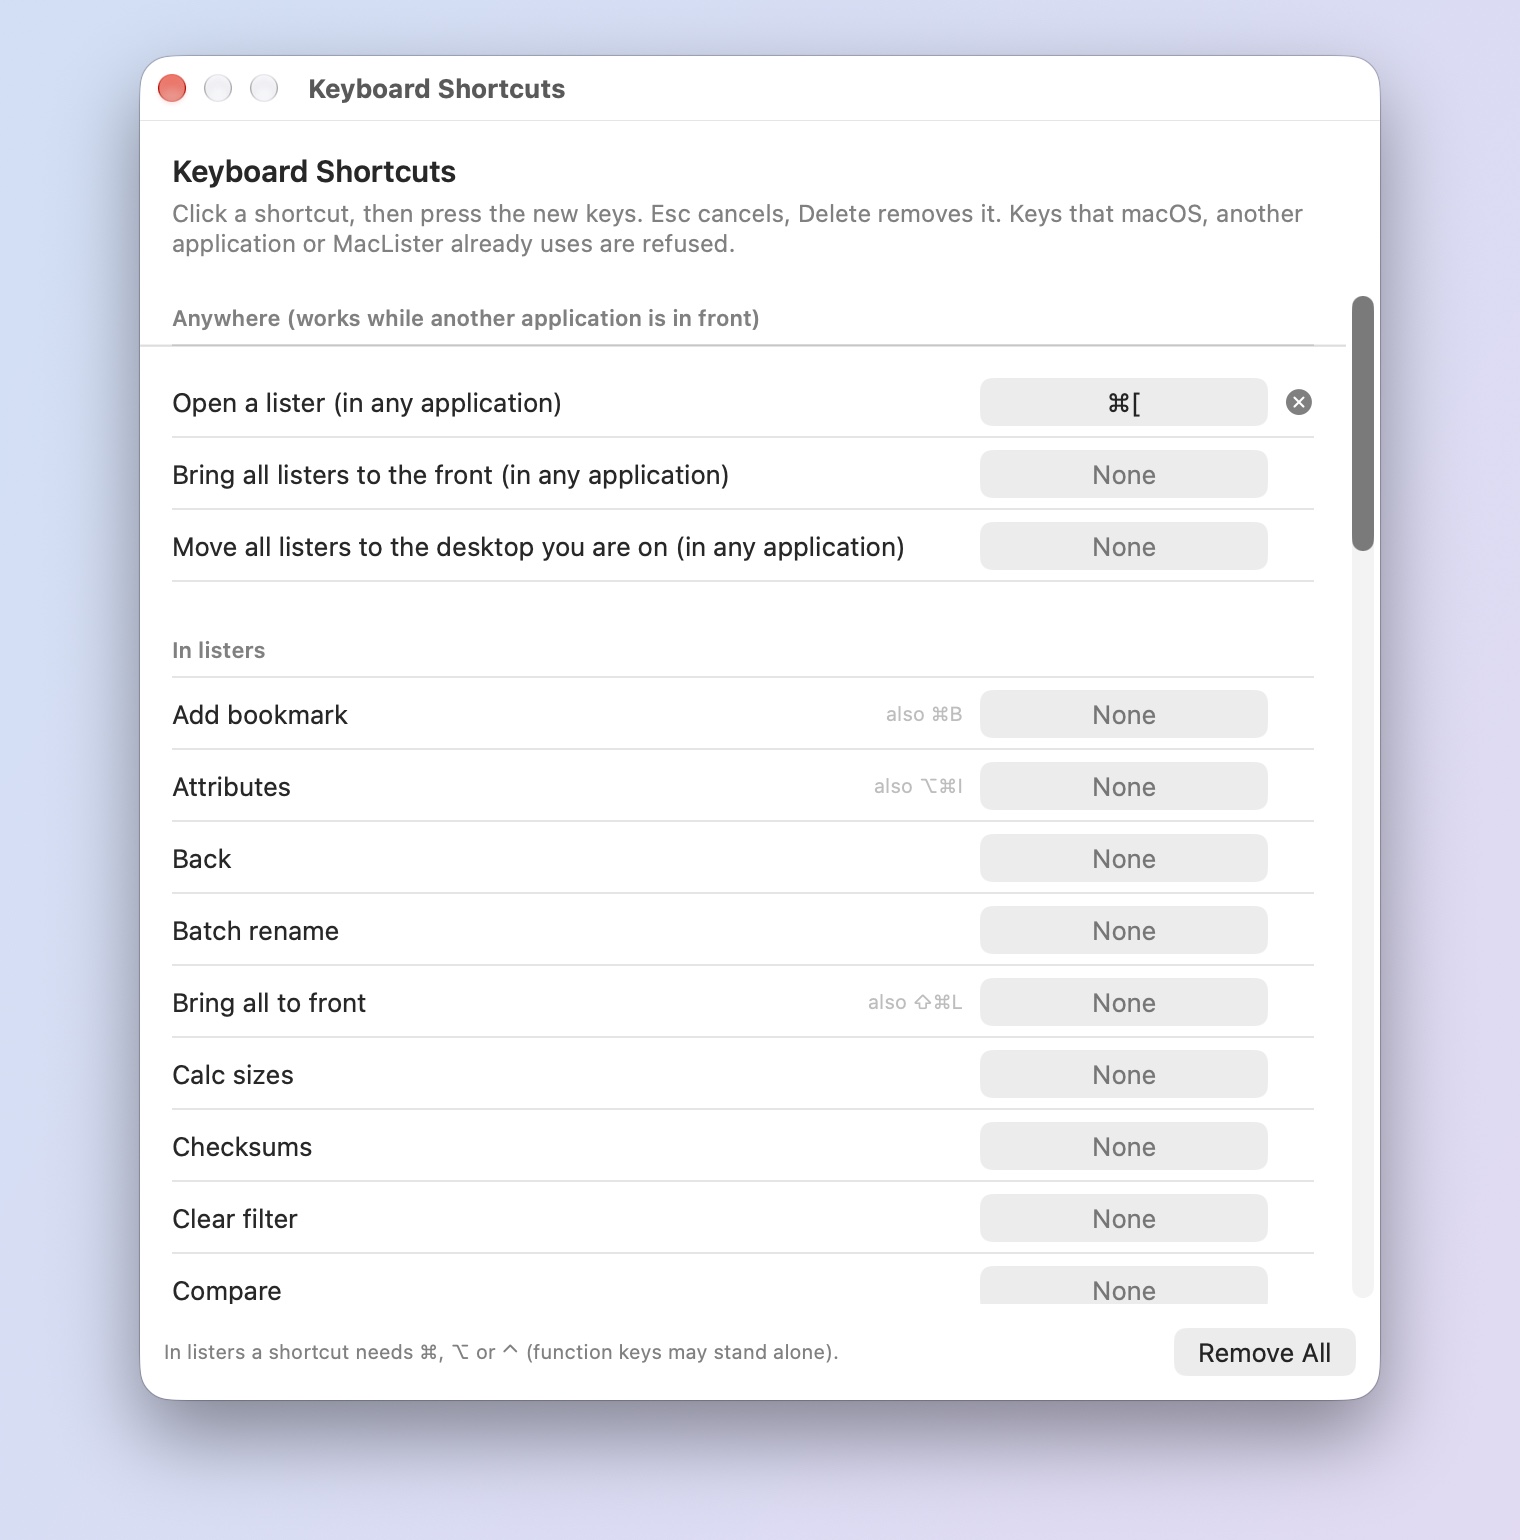 Keyboard Shortcuts
Keyboard Shortcuts
Click a shortcut, then press the new keys. Esc cancels, Delete removes it. Keys that macOS, another
application or MacLister already uses are refused.
Anywhere (works while another application is in front)
Open a lister (in any application) ⌘[
Bring all listers to the front (in any application) None
Move all listers to the desktop you are on (in any application) None
In listers
Add bookmark also ⌘B None
Attributes also ⌥⌘I None
Back None
Batch rename None
Bring all to front also ⇧⌘L None
Calc sizes None
Checksums None
Clear filter None
Compare None
In listers a shortcut needs ⌘, ⌥ or ^ (function keys may stand alone).
Remove All